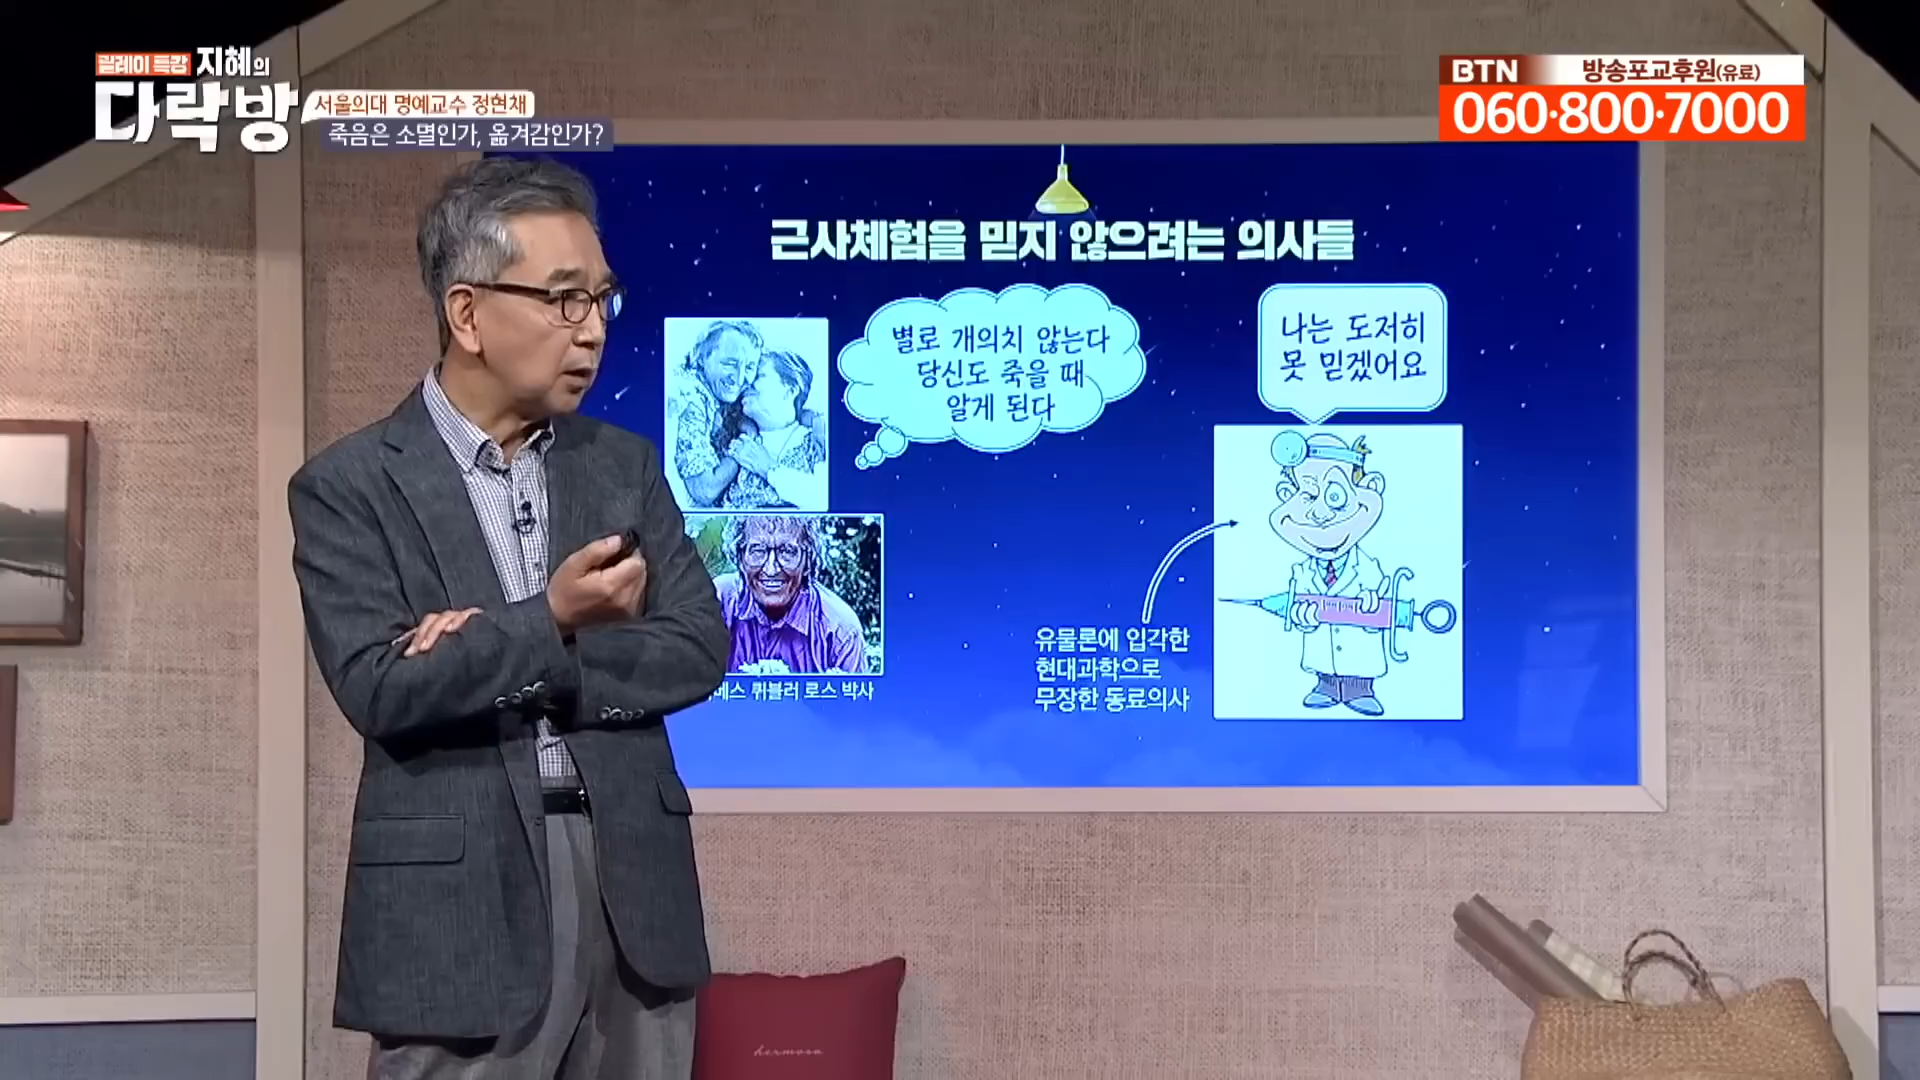 릴레이 특강 지혜의
다락방
서울의대 명예교수 정현채
죽음은 소멸인가, 옮겨감인가?
BTN 방송포교후원(유료)
060·800·7000
근사체험을 믿지 않으려는 의사들
별로 개의치 않는다
당신도 죽을 때
알게 된다
나는 도저히
못 믿겠어요
유물론에 입각한
현대과학으로
무장한 동료의사
퀴블러 로스 박사
hermosa